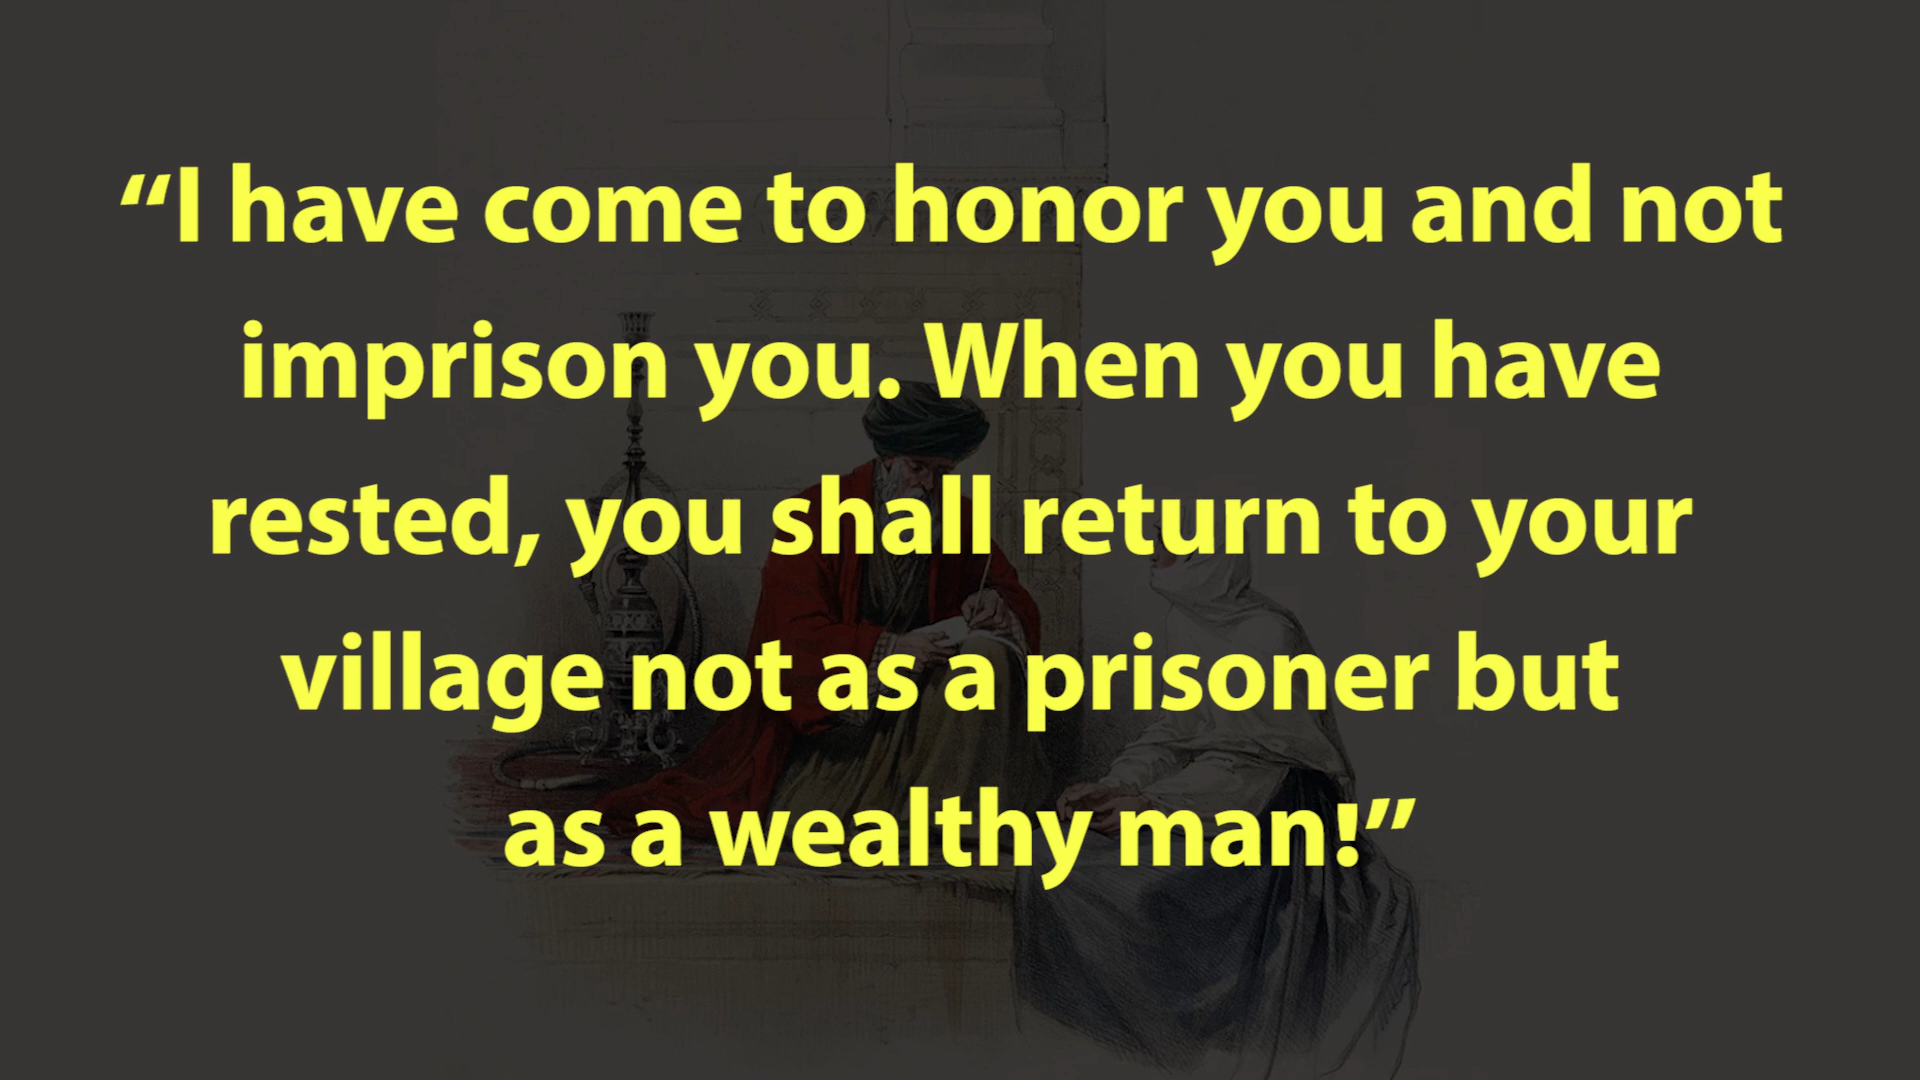 “I have come to honor you and not
imprison you. When you have
rested, you shall return to your
village not as a prisoner but
as a wealthy man!”